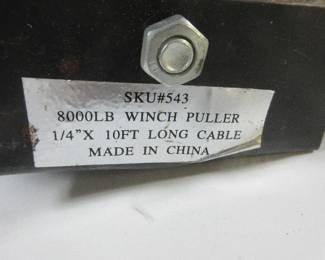 SKU#543
8000LB WINCH PULLER
1/4"X 10FT LONG CABLE
MADE IN CHINA